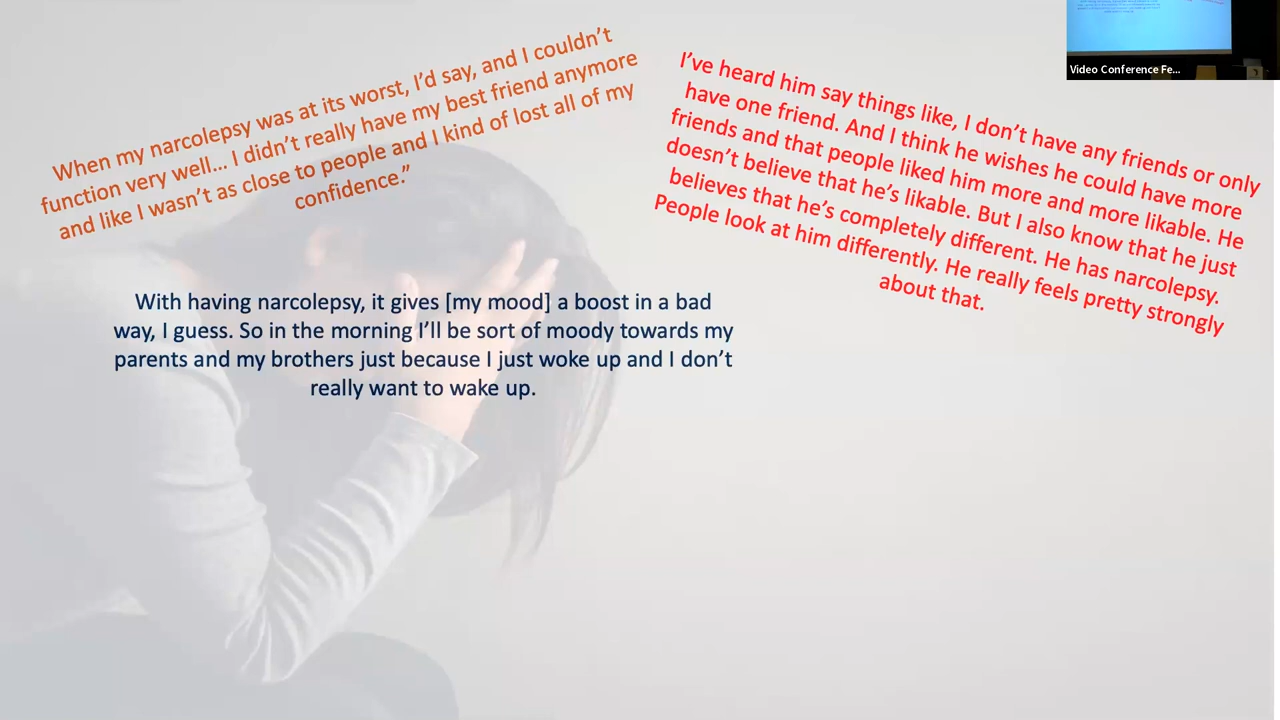 When my narcolepsy was at its worst, I'd say, and I couldn't
function very well... I didn't really have my best friend anymore
and like I wasn't as close to people and I kind of lost all of my
confidence.”
I've heard him say things like, I don't have any friends or only
have one friend. And I think he wishes he could have more
friends and that people liked him more and more likable. He
doesn't believe that he's likable. But I also know that he just
believes that he's completely different. He has narcolepsy.
People look at him differently. He really feels pretty strongly
about that.
With having narcolepsy, it gives [my mood] a boost in a bad
way, I guess. So in the morning I'll be sort of moody towards my
parents and my brothers just because I just woke up and I don't
really want to wake up.
Video Conference Fe...